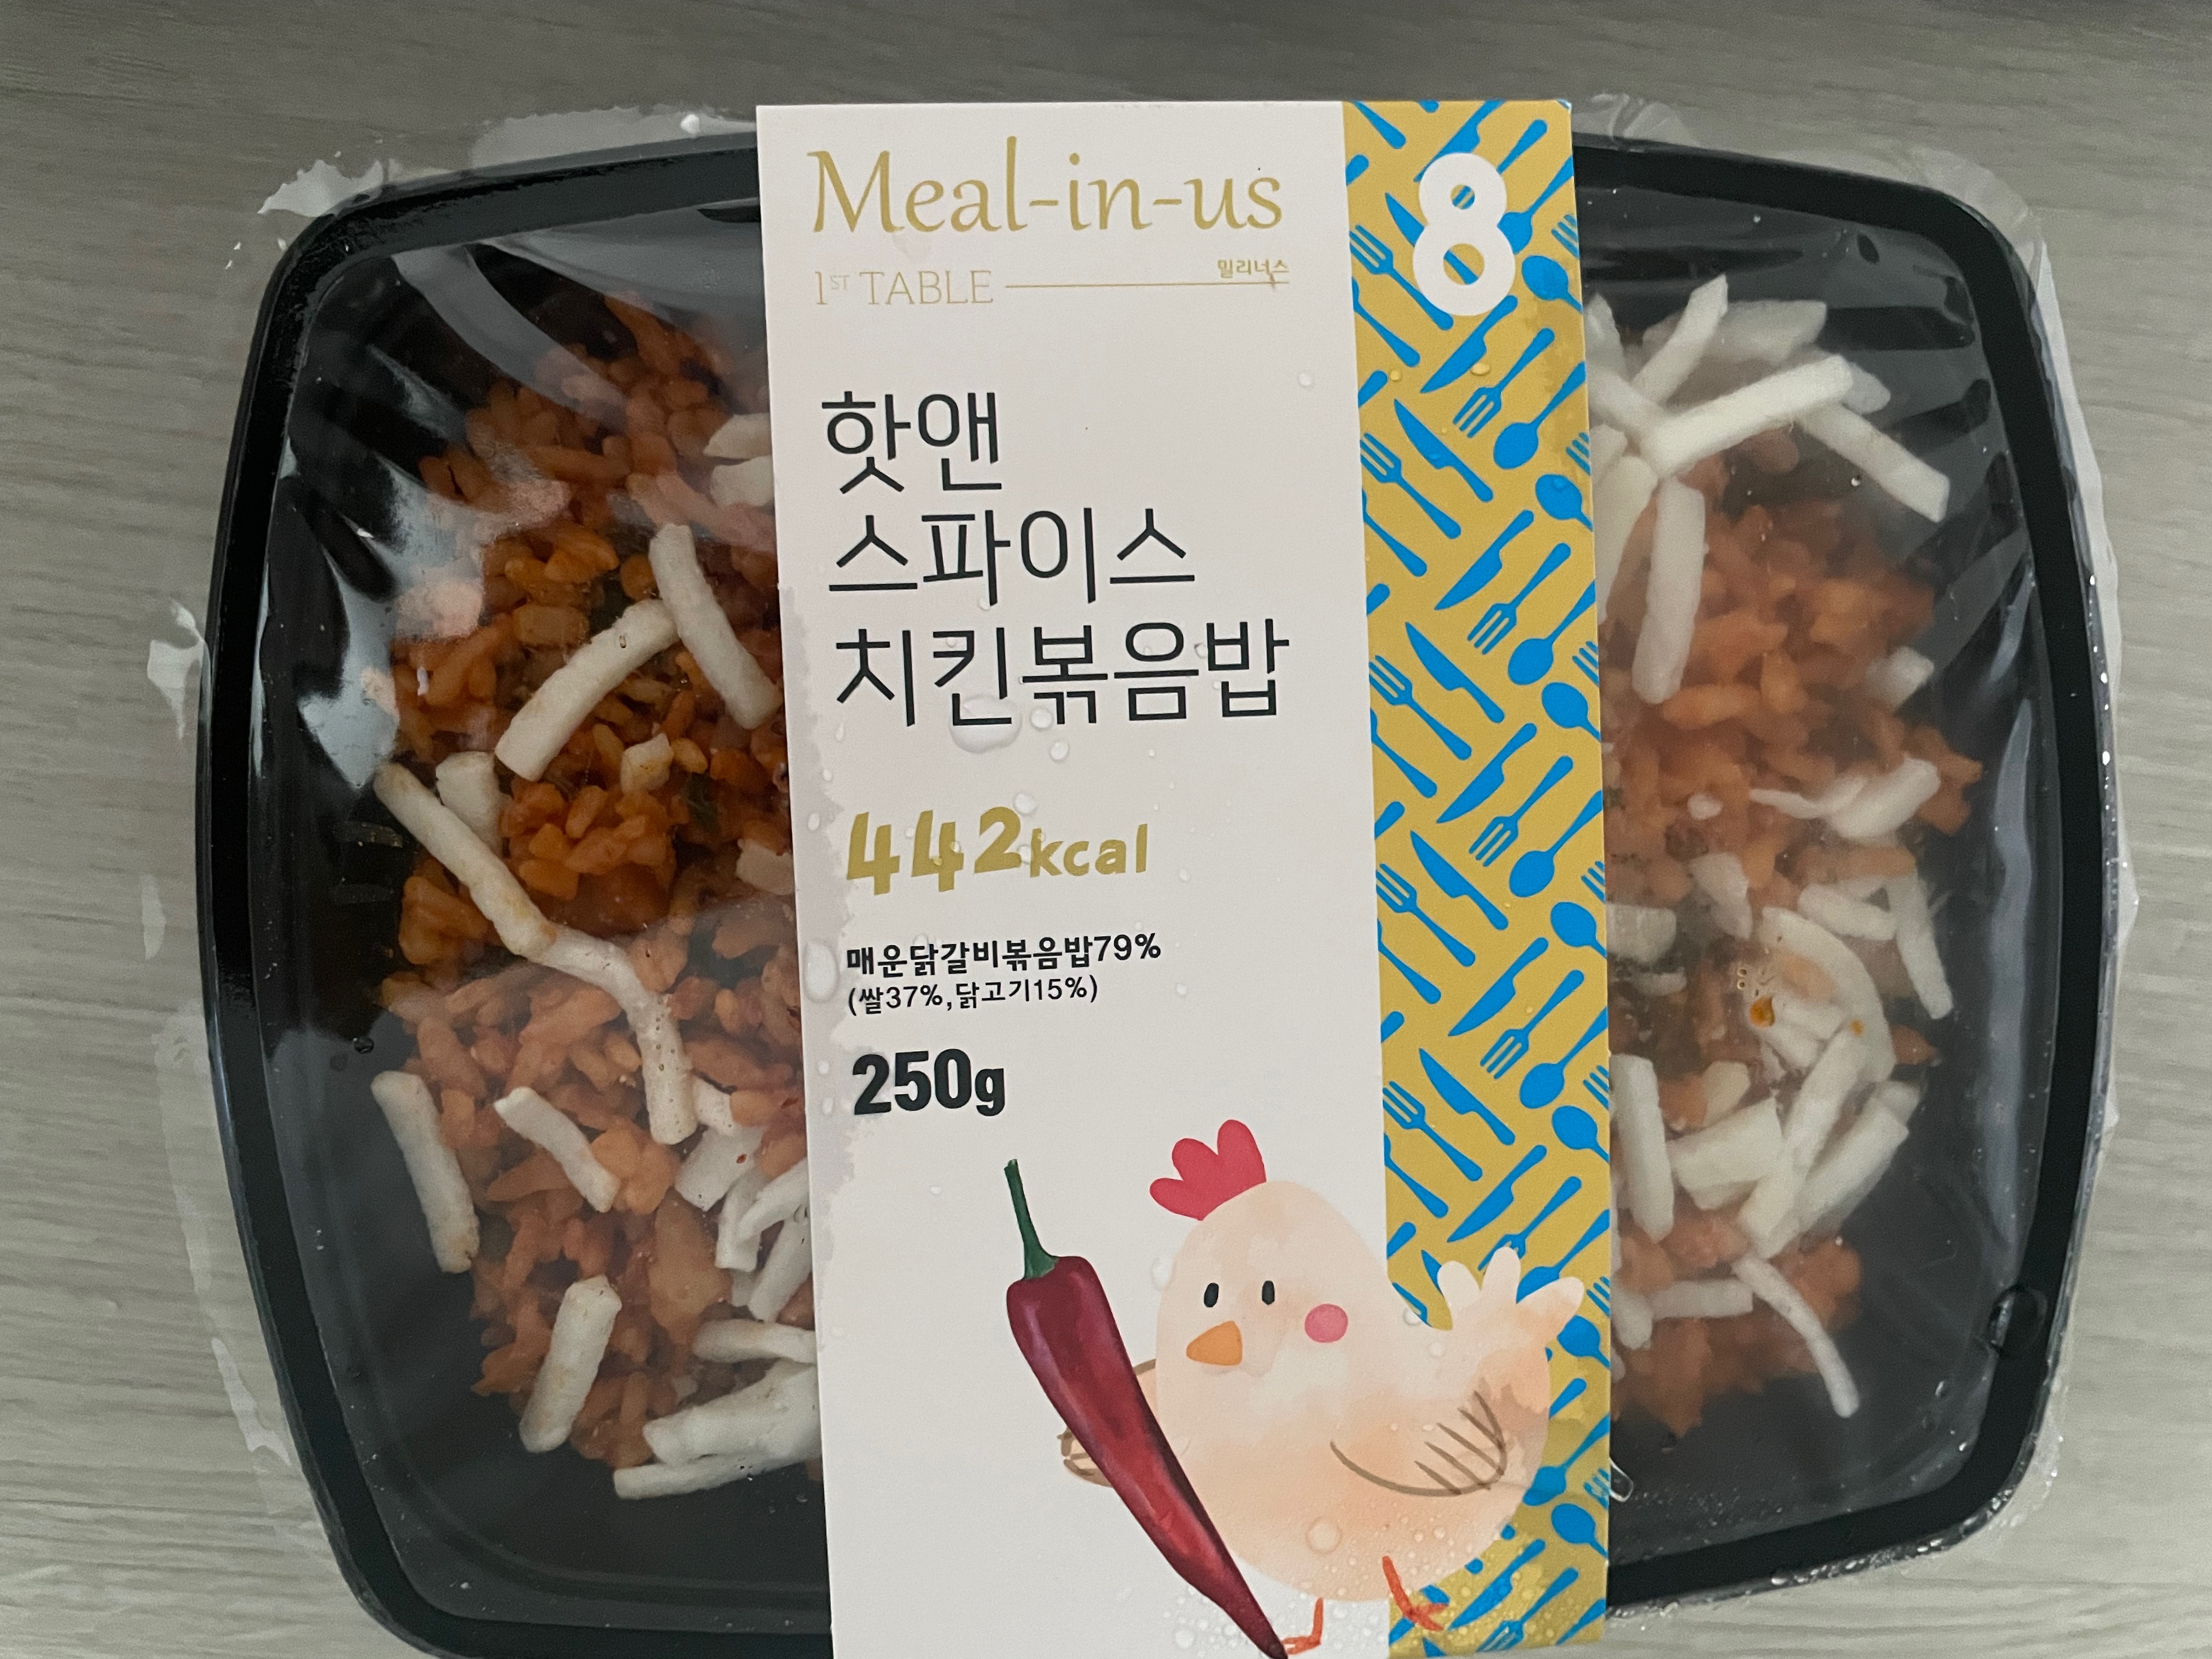 Meal-in-us
1ST TABLE
밀리너스
8
핫앤
스파이스
치킨볶음밥
442kcal
매운닭갈비볶음밥79%
(쌀37%,닭고기15%)
250g